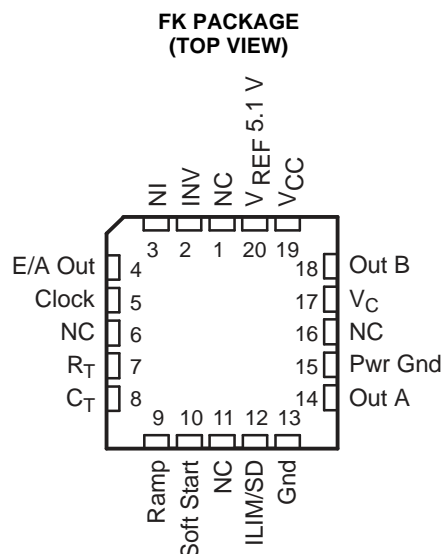 FK PACKAGE
(TOP VIEW)
NI
INV
NC
VREF 5.1 V
VCC
3
2
1
20
19
E/A Out
4
Clock
5
NC
6
RT
7
CT
8
18
Out B
17
VC
16
NC
15
Pwr Gnd
14
Out A
9
10
11
12
13
Ramp
Soft Start
NC
ILIM/SD
Gnd